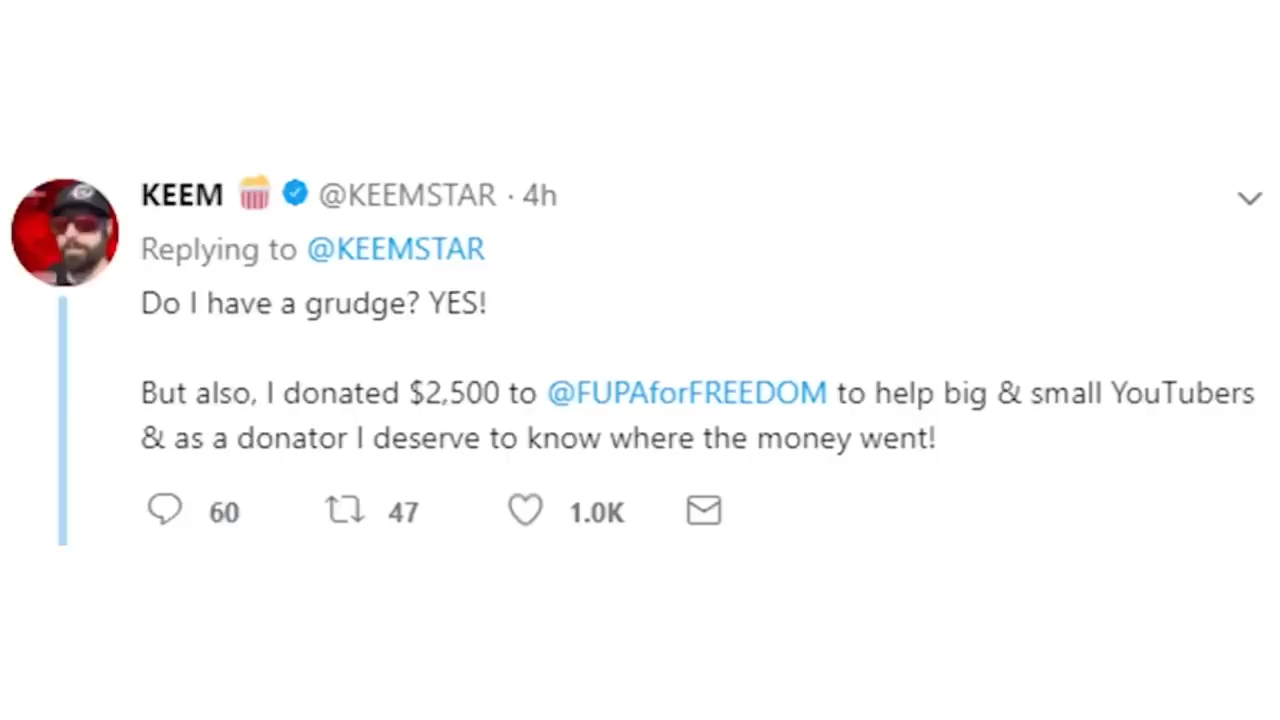 KEEM 🍿 @KEEMSTAR · 4h
Replying to @KEEMSTAR
Do I have a grudge? YES!
But also, I donated $2,500 to @FUPAforFREEDOM to help big & small YouTubers
& as a donator I deserve to know where the money went!
60 47 1.0K